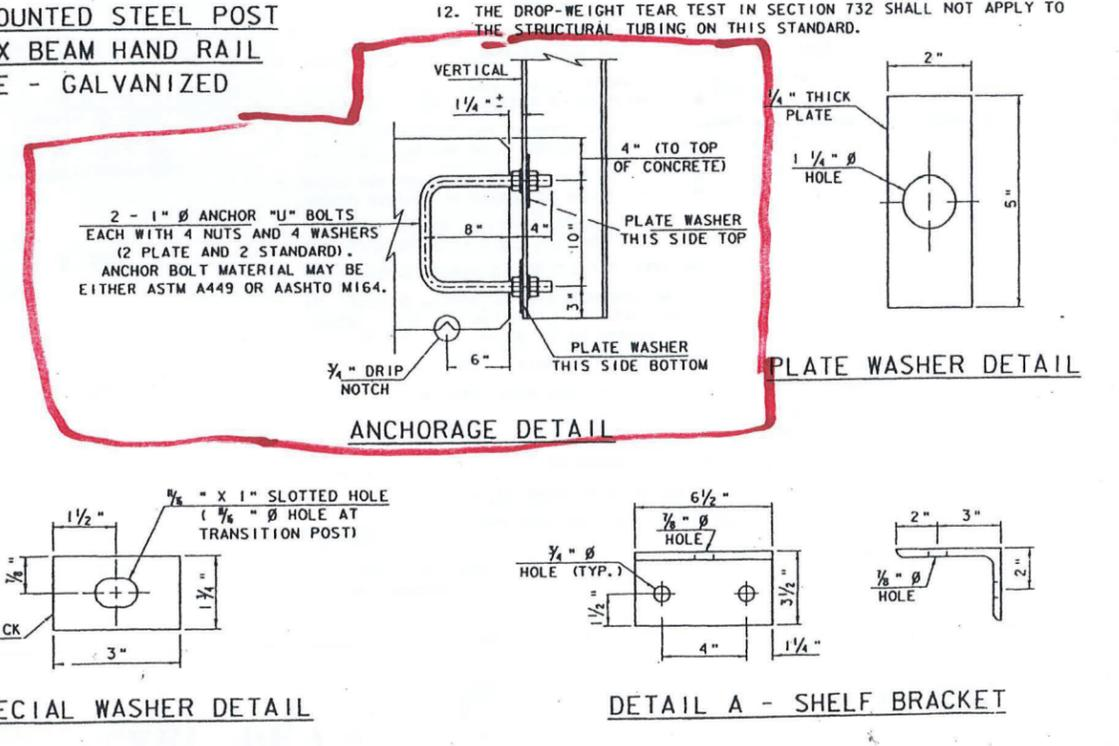 OUNTED STEEL POST
X BEAM HAND RAIL
E - GALVANIZED
12. THE DROP-WEIGHT TEAR TEST IN SECTION 732 SHALL NOT APPLY TO
THE STRUCTURAL TUBING ON THIS STANDARD.
VERTICAL
1¼" ±
4" (TO TOP
OF CONCRETE)
2 - 1" Ø ANCHOR "U" BOLTS
EACH WITH 4 NUTS AND 4 WASHERS
(2 PLATE AND 2 STANDARD).
ANCHOR BOLT MATERIAL MAY BE
EITHER ASTM A449 OR AASHTO M164.
8"
4"
10"
3"
PLATE WASHER
THIS SIDE TOP
PLATE WASHER
THIS SIDE BOTTOM
6"
¾" DRIP
NOTCH
ANCHORAGE DETAIL
2"
¼" THICK
PLATE
1 ¼" Ø
HOLE
5"
PLATE WASHER DETAIL
" X 1" SLOTTED HOLE
( " Ø HOLE AT
TRANSITION POST)
1½"
⅞"
1¾"
CK
3"
ECIAL WASHER DETAIL
6½"
⅞" Ø
HOLE
¾" Ø
HOLE (TYP.)
1½"
3½"
4"
1¼"
DETAIL A - SHELF BRACKET
2"
3"
2"
⅞" Ø
HOLE